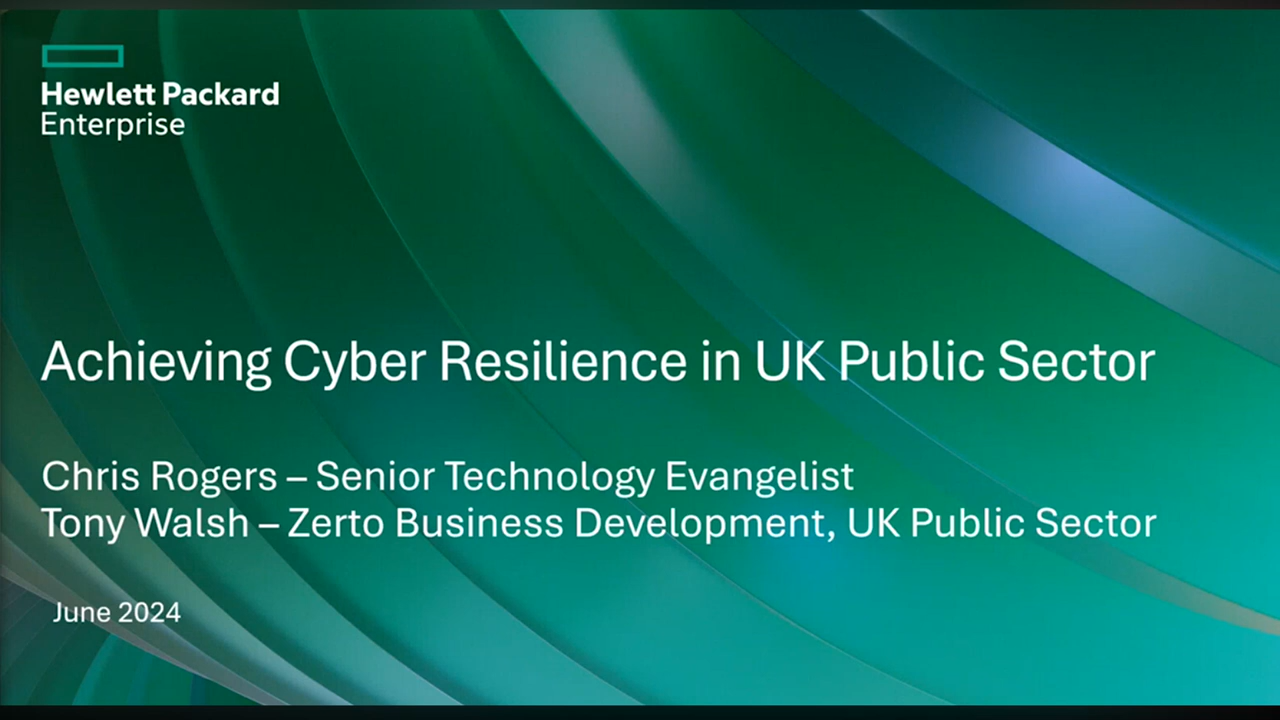 Hewlett Packard
Enterprise
Achieving Cyber Resilience in UK Public Sector
Chris Rogers – Senior Technology Evangelist
Tony Walsh – Zerto Business Development, UK Public Sector
June 2024